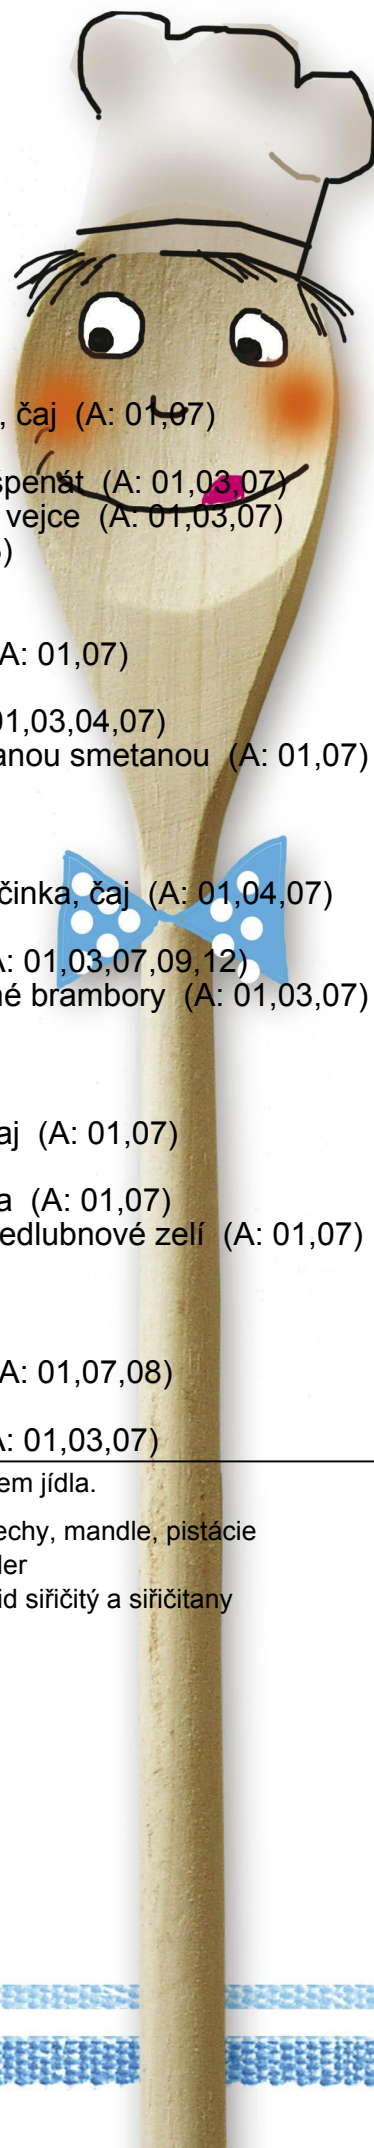 , čaj (A: 01,07)
špenát (A: 01,03,07)
vejce (A: 01,03,07)
)
A: 01,07)
01,03,04,07)
anou smetanou (A: 01,07)
činka, čaj (A: 01,04,07)
A: 01,03,07,09,12)
né brambory (A: 01,03,07)
aj (A: 01,07)
a (A: 01,07)
edlubnové zelí (A: 01,07)
A: 01,07,08)
A: 01,03,07)
em jídla.
echy, mandle, pistácie
ler
id siřičitý a siřičitany